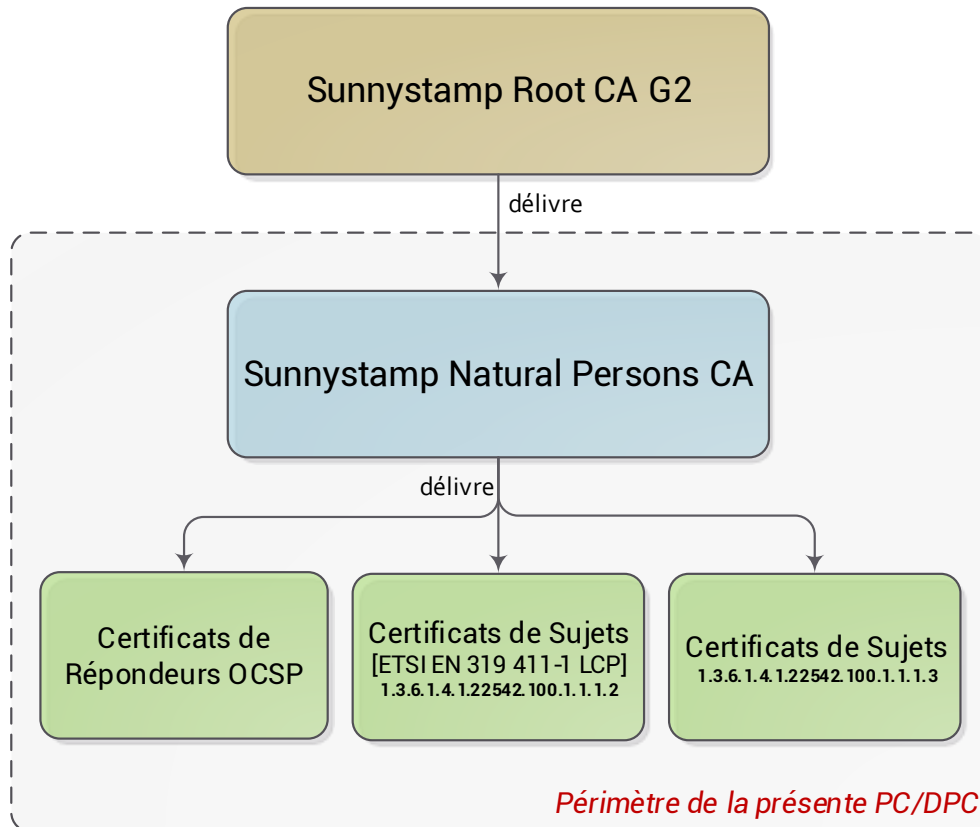 Sunnystamp Root CA G2
délivre
Sunnystamp Natural Persons CA
délivre
Certificats de
Répondeurs OCSP
Certificats de Sujets
[ETSI EN 319 411-1 LCP]
1.3.6.1.4.1.22542.100.1.1.1.2
Certificats de Sujets
1.3.6.1.4.1.22542.100.1.1.1.3
Périmètre de la présente PC/DPC